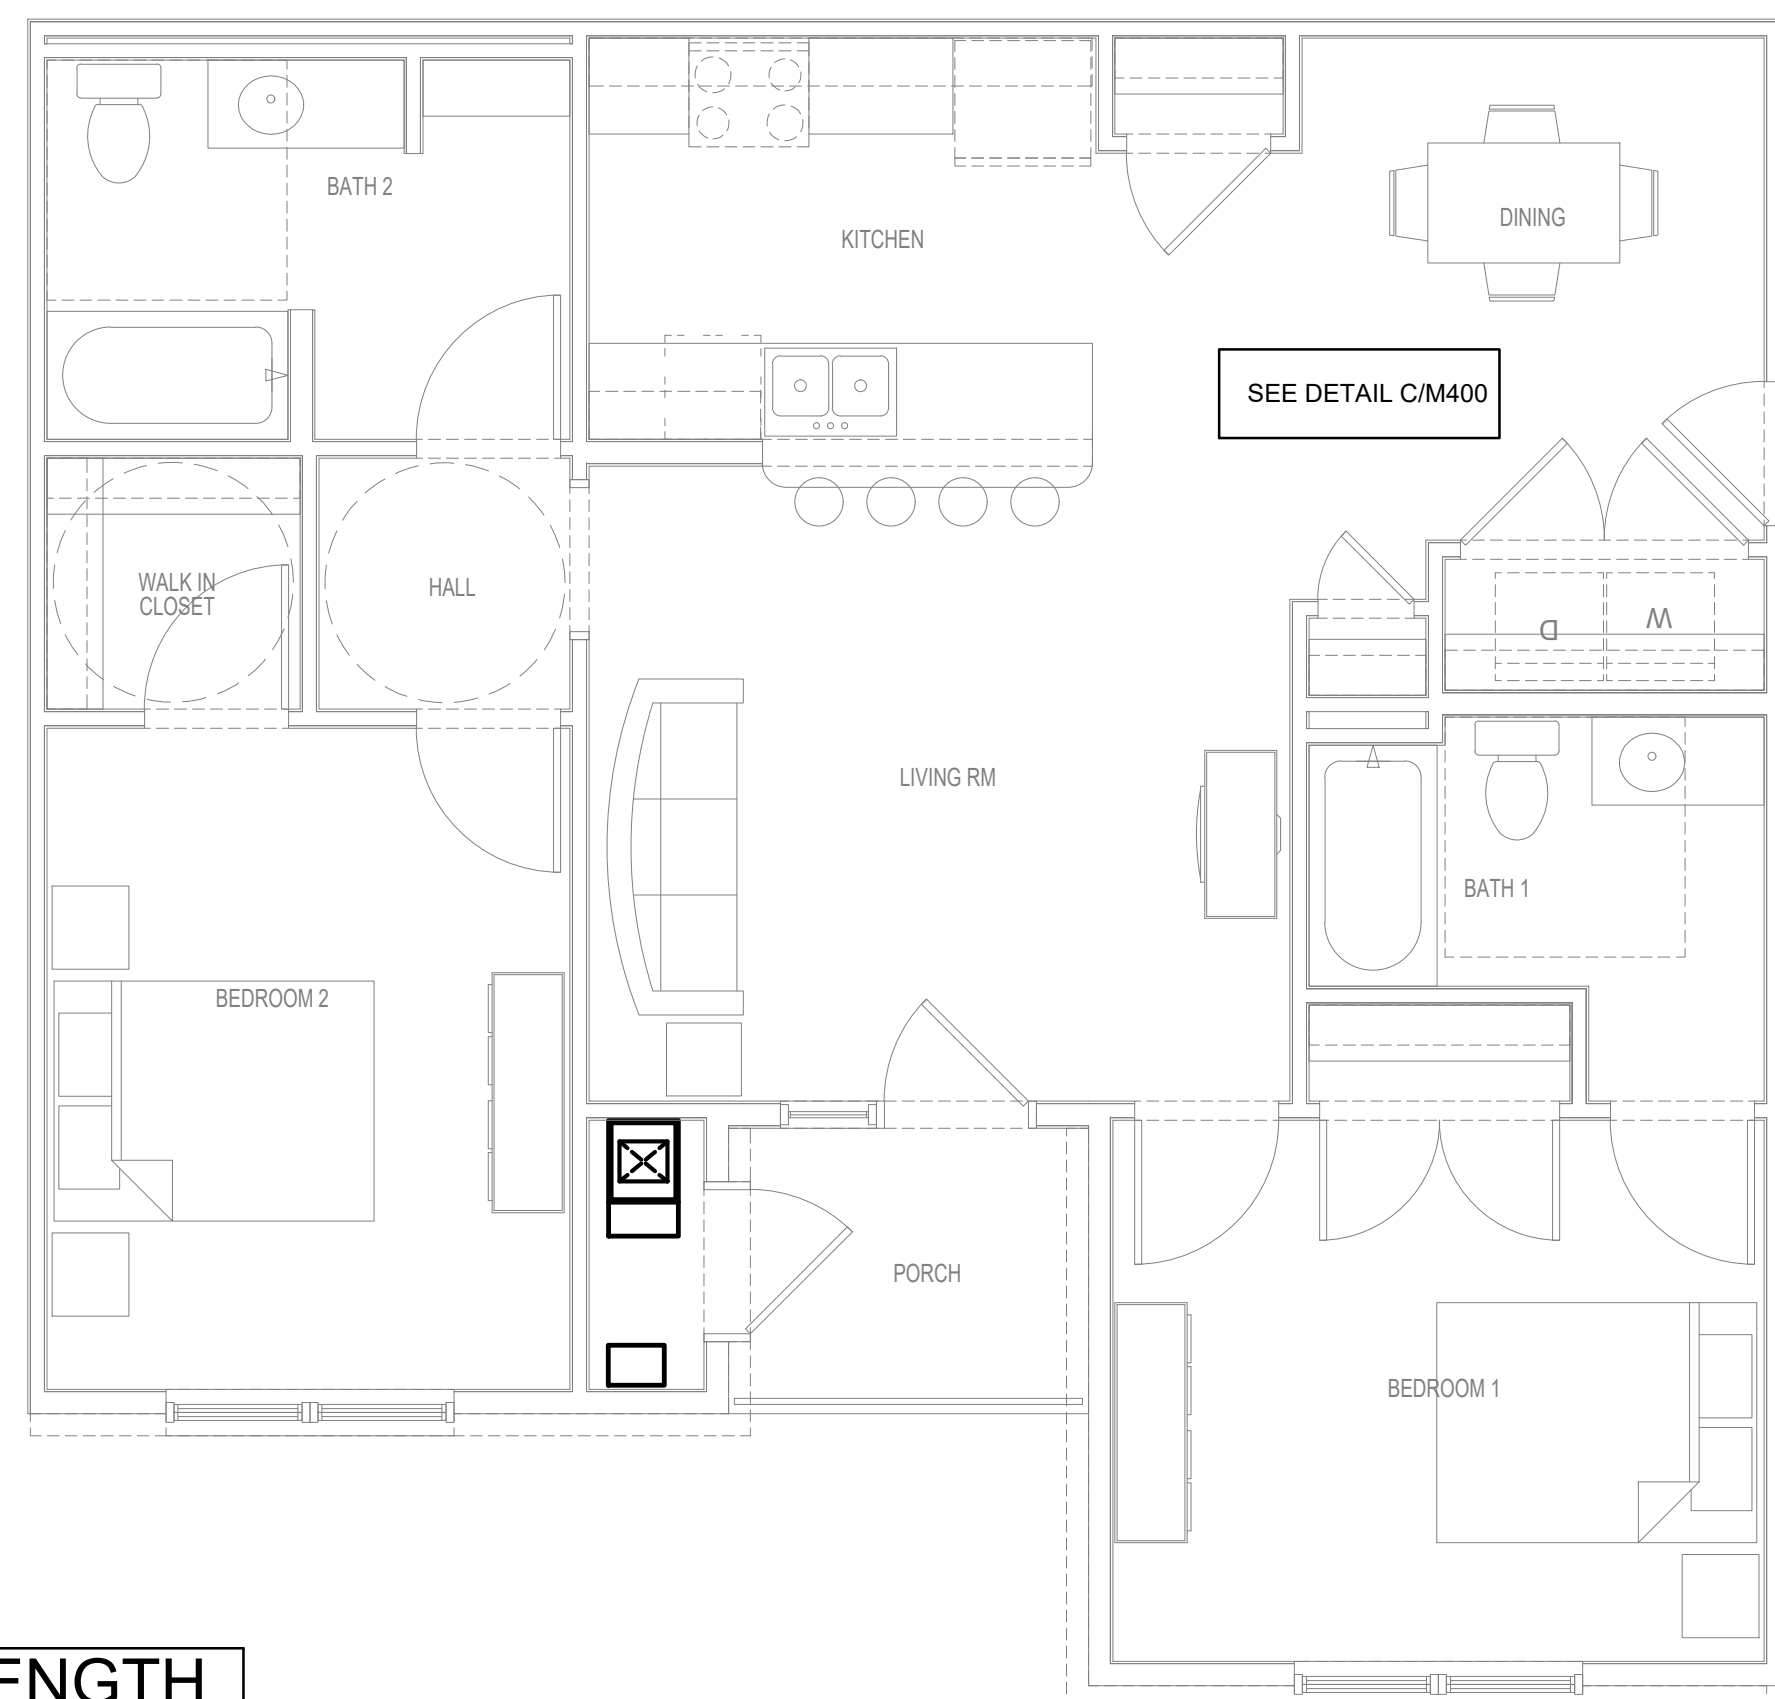 BATH 2
KITCHEN
DINING
SEE DETAIL C/M400
WALK IN
CLOSET
HALL
D
W
LIVING RM
BATH 1
BEDROOM 2
PORCH
BEDROOM 1
ENGTH